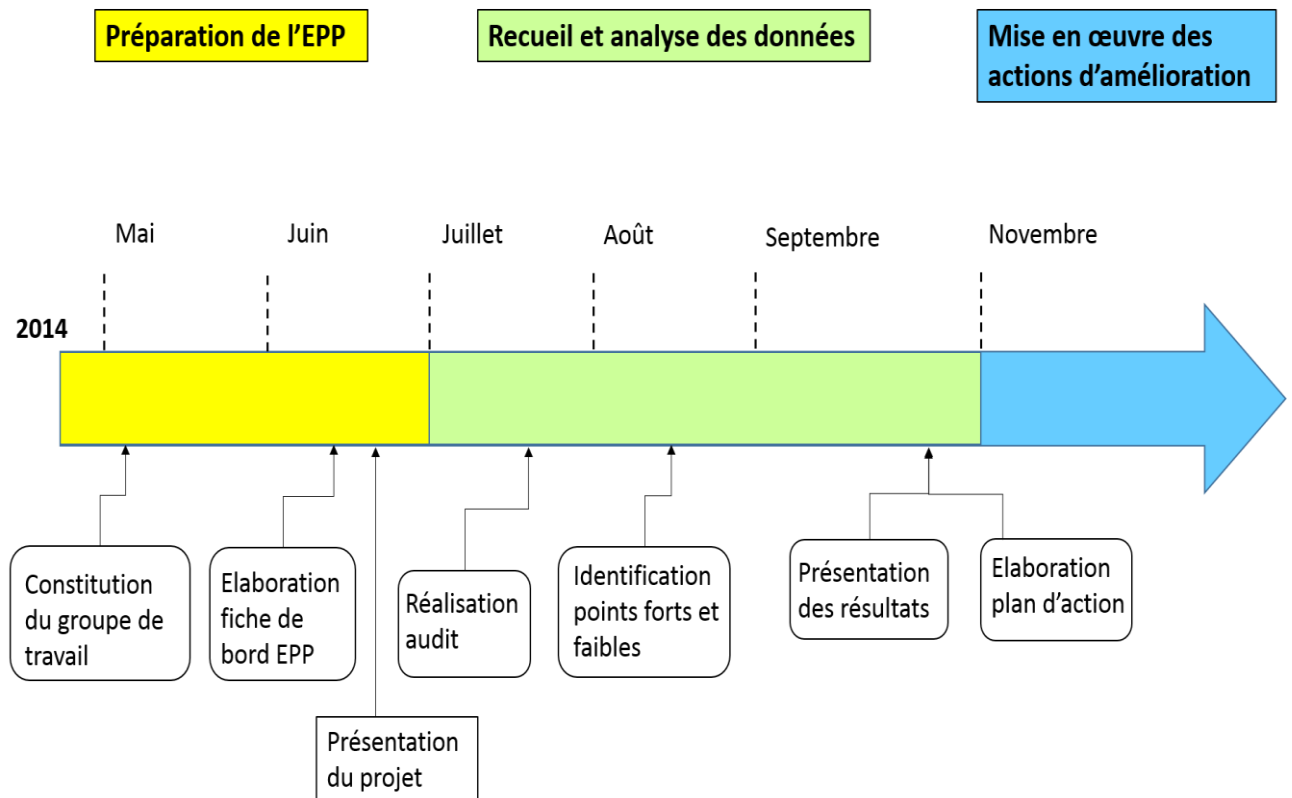 Préparation de l’EPP
Recueil et analyse des données
Mise en œuvre des
actions d’amélioration
Mai
Juin
Juillet
Août
Septembre
Novembre
2014
Constitution
du groupe de
travail
Elaboration
fiche de
bord EPP
Présentation
du projet
Réalisation
audit
Identification
points forts et
faibles
Présentation
des résultats
Elaboration
plan d’action